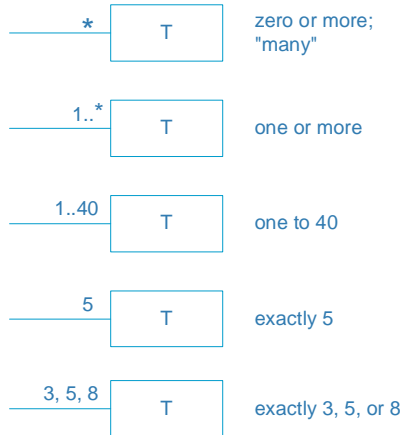 * T zero or more;
"many"
1..* T one or more
1..40 T one to 40
5 T exactly 5
3, 5, 8 T exactly 3, 5, or 8